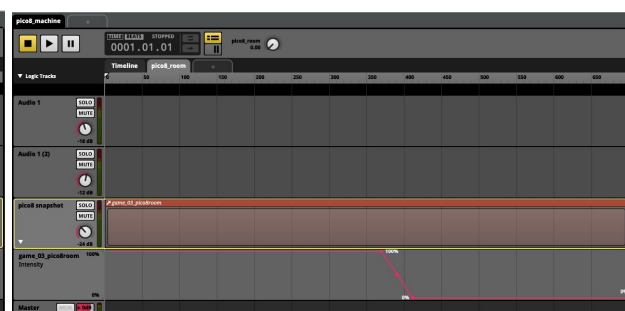 pico8_machine +
TIME BEATS STOPPED
0001.01.01
pico8_room
0.00
Timeline pico8_room +
Logic Tracks
0 50 100 150 200 250 300 350 400 450 500 550 600 650
Audio 1 SOLO
MUTE
Audio 1 (2) SOLO
MUTE
-12 dB
pico8 snapshot SOLO
MUTE
-24 dB
game_03_pico8room
game_03_pico8room 100%
Intensity
0%
100%
0%
Master